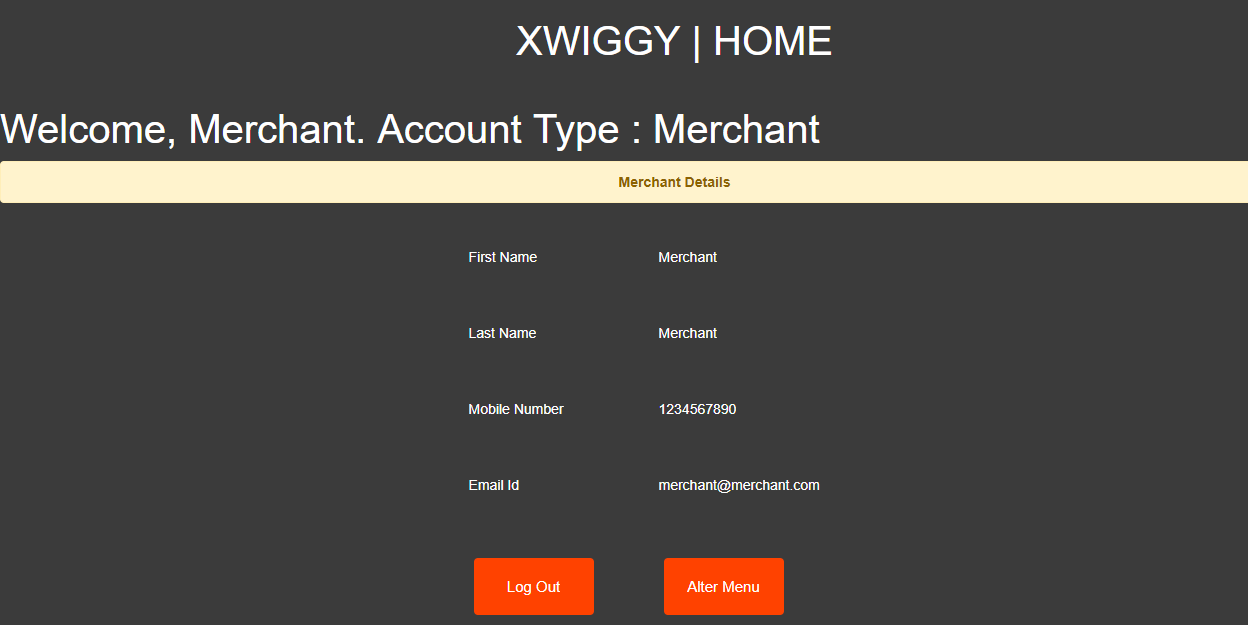 XWIGGY | HOME
Welcome, Merchant. Account Type : Merchant
Merchant Details
First Name Merchant
Last Name Merchant
Mobile Number 1234567890
Email Id merchant@merchant.com
Log Out Alter Menu